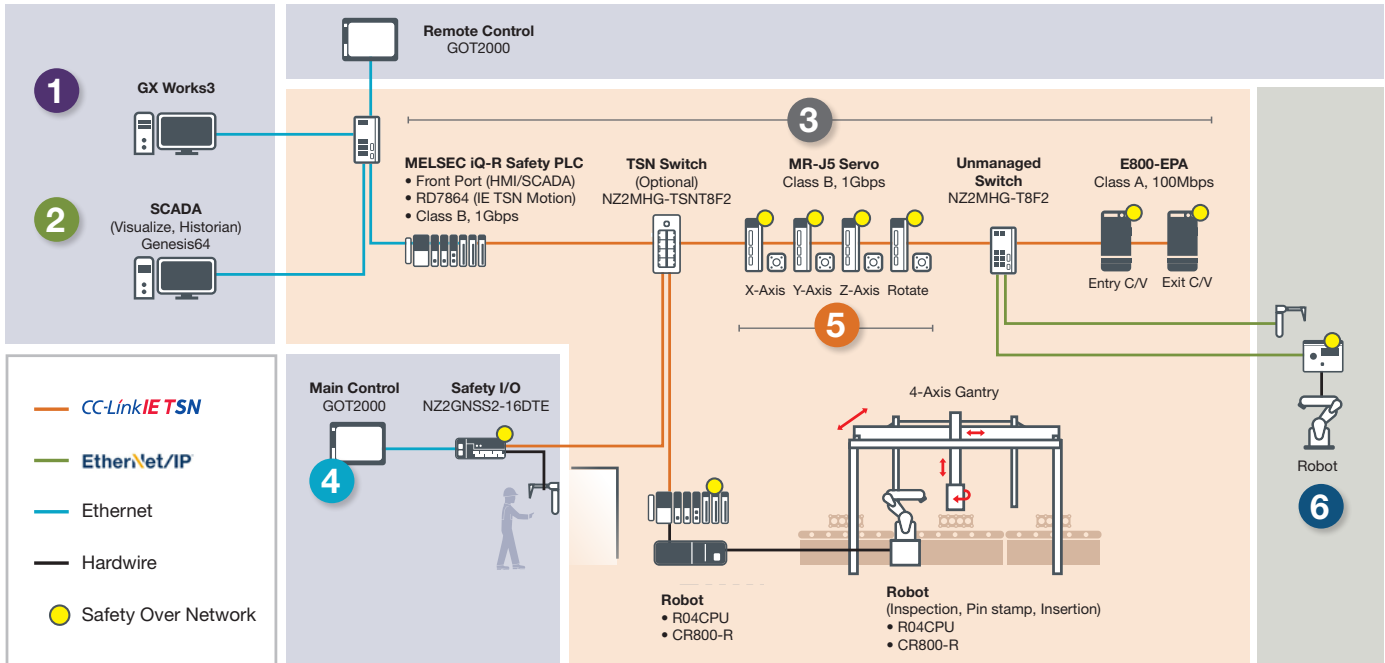 Remote Control
GOT2000
1
GX Works3
2
SCADA
(Visualize, Historian)
Genesis64
3
MELSEC iQ-R Safety PLC
• Front Port (HMI/SCADA)
• RD7864 (IE TSN Motion)
• Class B, 1Gbps
TSN Switch
(Optional)
NZ2MHG-TSNT8F2
MR-J5 Servo
Class B, 1Gbps
Unmanaged
Switch
NZ2MHG-T8F2
E800-EPA
Class A, 100Mbps
X-Axis
Y-Axis
Z-Axis
Rotate
Entry C/V
Exit C/V
5
CC-Link IE TSN
EtherNet/IP
Ethernet
Hardwire
Safety Over Network
Main Control
GOT2000
Safety I/O
NZ2GNSS2-16DTE
4
4-Axis Gantry
Robot
6
Robot
• R04CPU
• CR800-R
Robot
(Inspection, Pin stamp, Insertion)
• R04CPU
• CR800-R